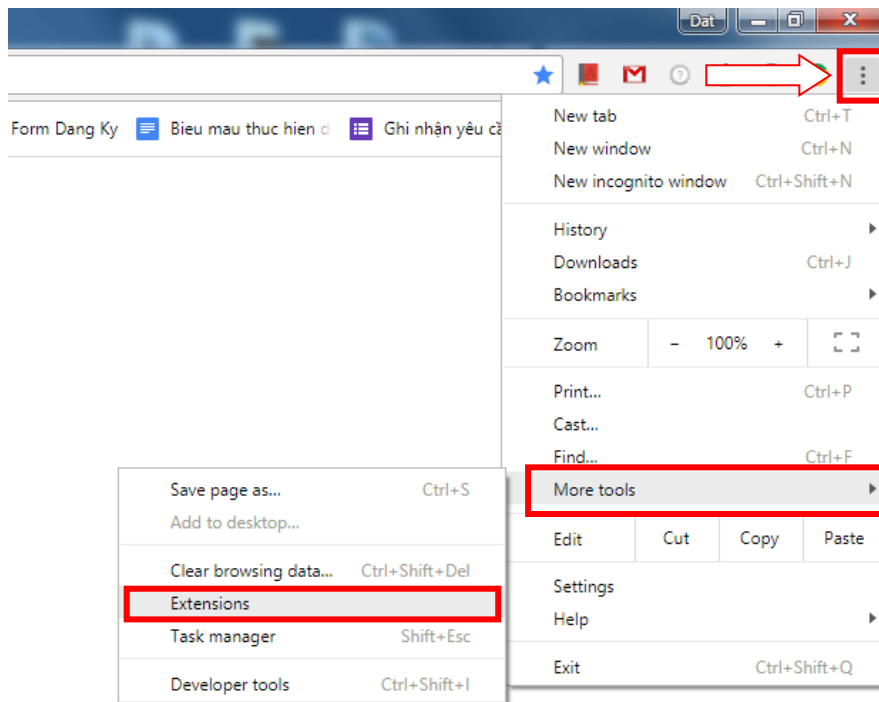 Dat
Form Dang Ky Bieu mau thuc hien d Ghi nhận yêu cầ
New tab Ctrl+T
New window Ctrl+N
New incognito window Ctrl+Shift+N
History
Downloads Ctrl+J
Bookmarks
Zoom - 100% +
Print... Ctrl+P
Cast...
Find... Ctrl+F
More tools
Edit Cut Copy Paste
Settings
Help
Exit Ctrl+Shift+Q
Save page as... Ctrl+S
Add to desktop...
Clear browsing data... Ctrl+Shift+Del
Extensions
Task manager Shift+Esc
Developer tools Ctrl+Shift+I